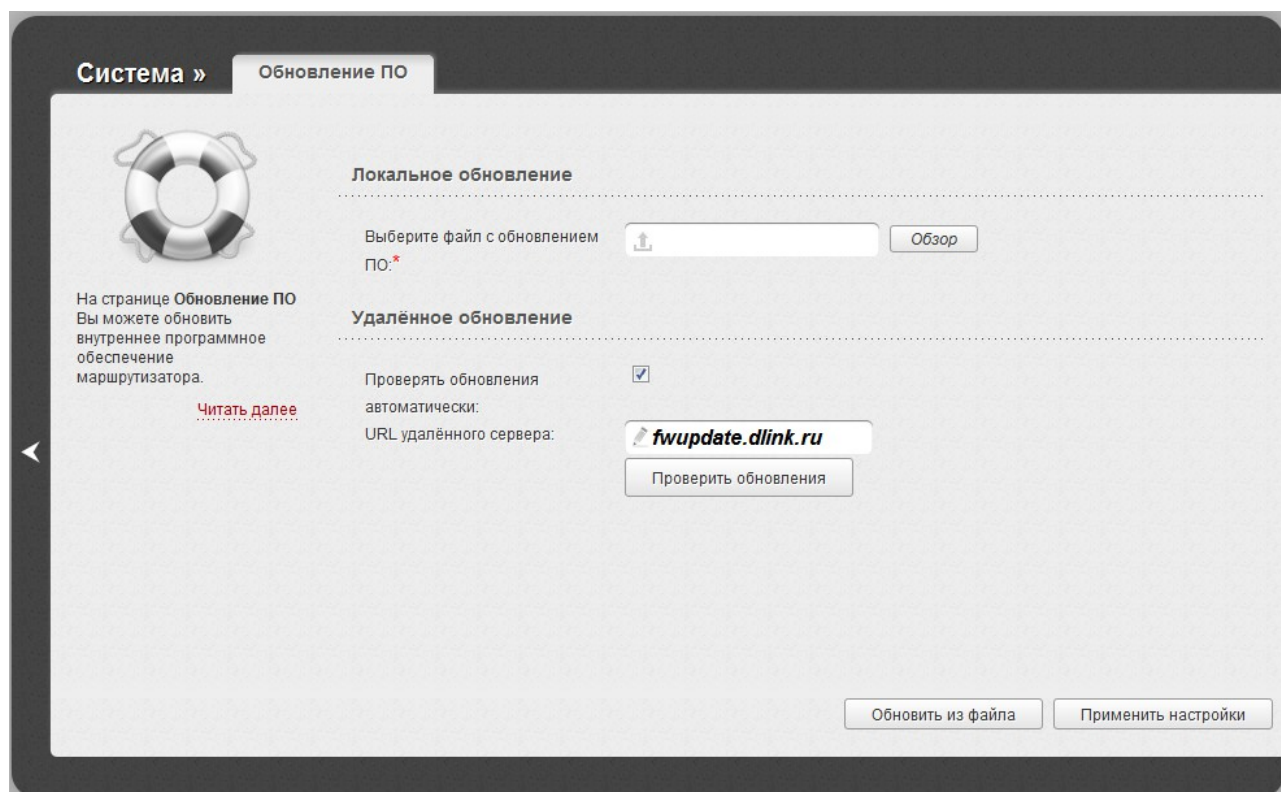 Система »
Обновление ПО
На странице Обновление ПО
Вы можете обновить
внутреннее программное
обеспечение
маршрутизатора.
Читать далее
Локальное обновление
Выберите файл с обновлением
ПО:*
Обзор
Удалённое обновление
Проверять обновления
автоматически:
URL удалённого сервера:
fwupdate.dlink.ru
Проверить обновления
Обновить из файла
Применить настройки